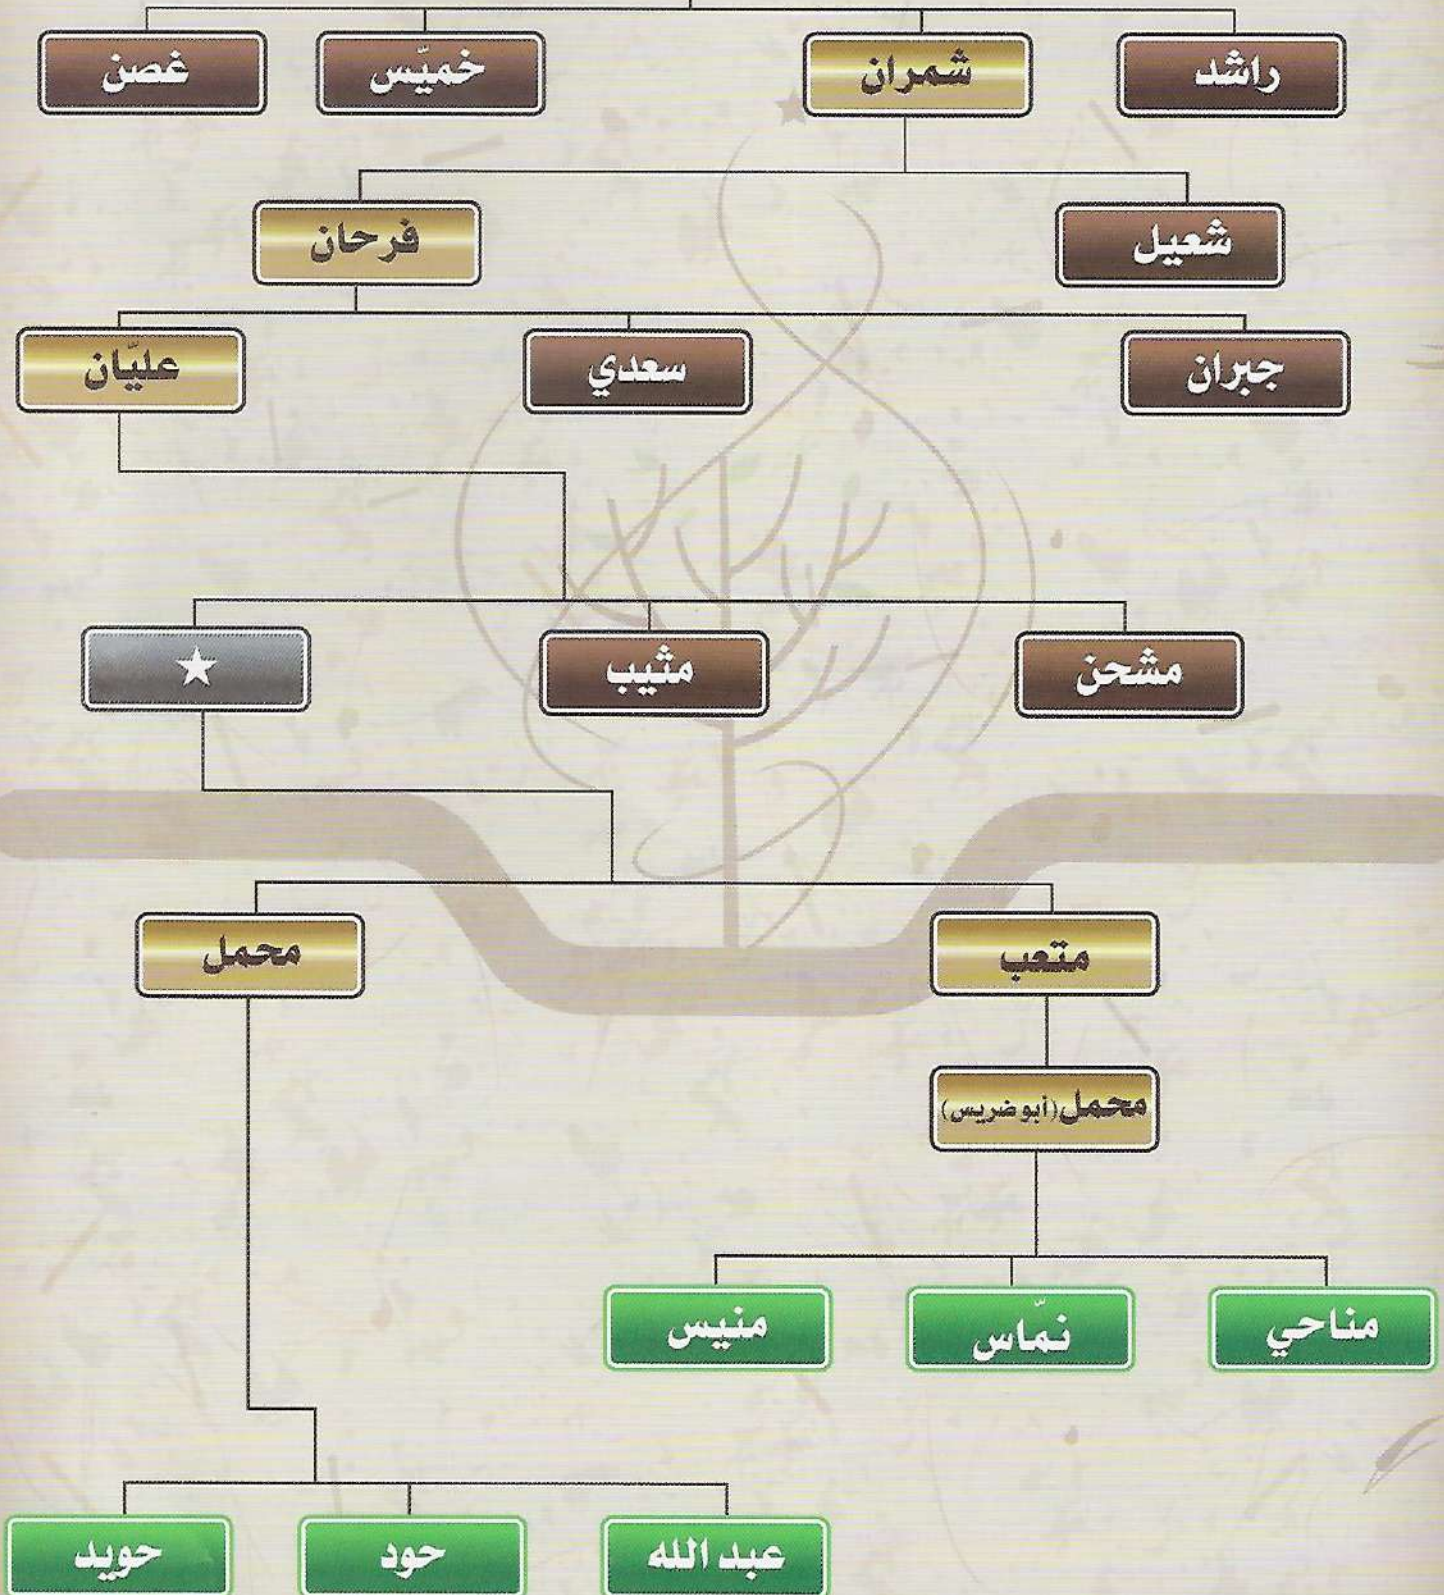 راشد
شمران
خميّس
غصن
شعيل
فرحان
جبران
سعدي
عليّان
مشحن
مثيب
متعب
محمل
محمل (أبو ضريس)
مناحي
نمّاس
منيس
عبد الله
حود
حويد